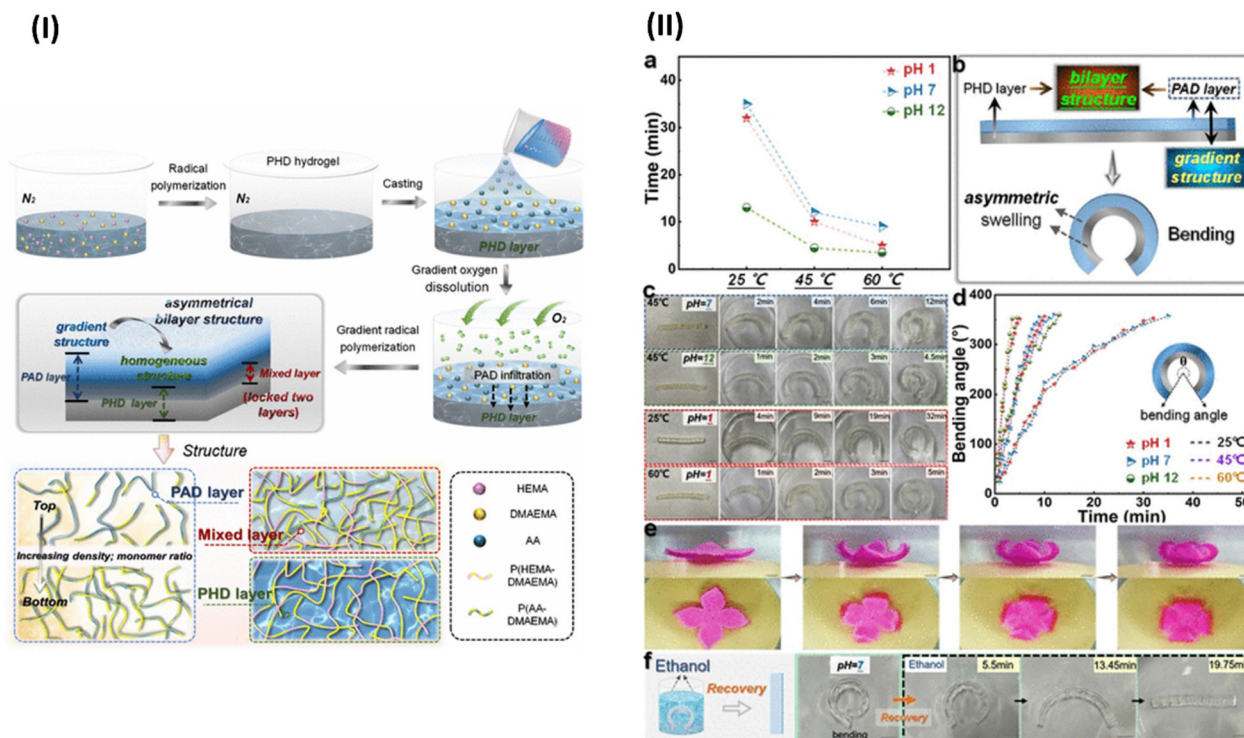 (I)
N₂
Radical
polymerization
PHD hydrogel
N₂
Casting
PHD layer
Gradient oxygen
dissolution
O₂
PAD infiltration
PHD layer
Gradient radical
polymerization
asymmetrical
bilayer structure
gradient
structure
homogeneous
structure
PAD layer
PHD layer
Mixed layer
(locked two
layers)
Structure
Top
PAD layer
Mixed layer
Increasing density; monomer ratio
PHD layer
Bottom
HEMA
DMAEMA
AA
P(HEMA-
DMAEMA)
P(AA-
DMAEMA)
(II)
a
Time (min)
40
30
20
10
0
pH 1
pH 7
pH 12
25 °C
45 °C
60 °C
b
PHD layer
bilayer
structure
PAD layer
gradient
structure
asymmetric
swelling
Bending
c
45℃ pH=7 2min 4min 6min 12min
45℃ pH=12 1min 2min 3min 4.5min
25℃ pH=1 4min 9min 19min 32min
60℃ pH=1 1min 2min 3min 5min
d
Bending angle (°)
400
300
200
100
0
θ
bending angle
pH 1
pH 7
pH 12
25℃
45℃
60℃
0 10 20 30 40 50
Time (min)
e
f
Ethanol
Recovery
pH=7
bending
Recovery
Ethanol
5.5min
13.45min
19.75min